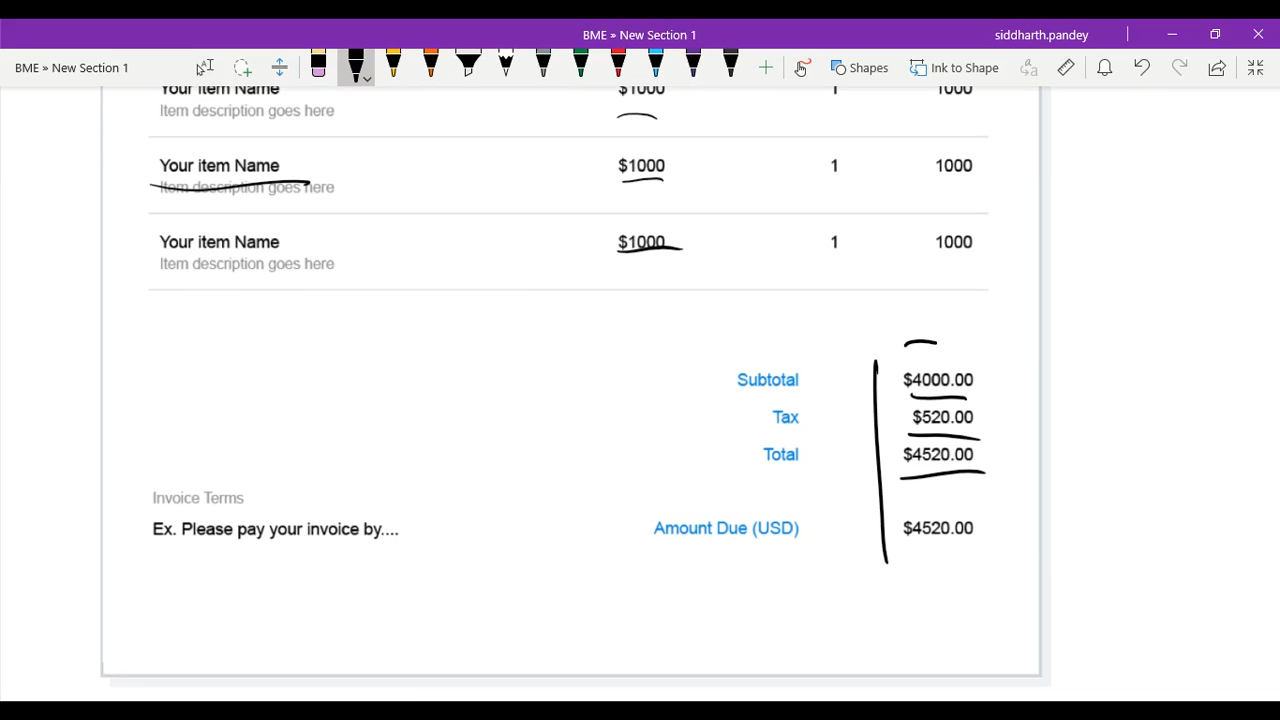 BME » New Section 1
siddharth.pandey
BME » New Section 1
Shapes
Ink to Shape
Your item Name $1000 1 1000
Item description goes here
Your item Name $1000 1 1000
Item description goes here
Your item Name $1000 1 1000
Item description goes here
Subtotal $4000.00
Tax $520.00
Total $4520.00
Invoice Terms
Ex. Please pay your invoice by.... Amount Due (USD) $4520.00